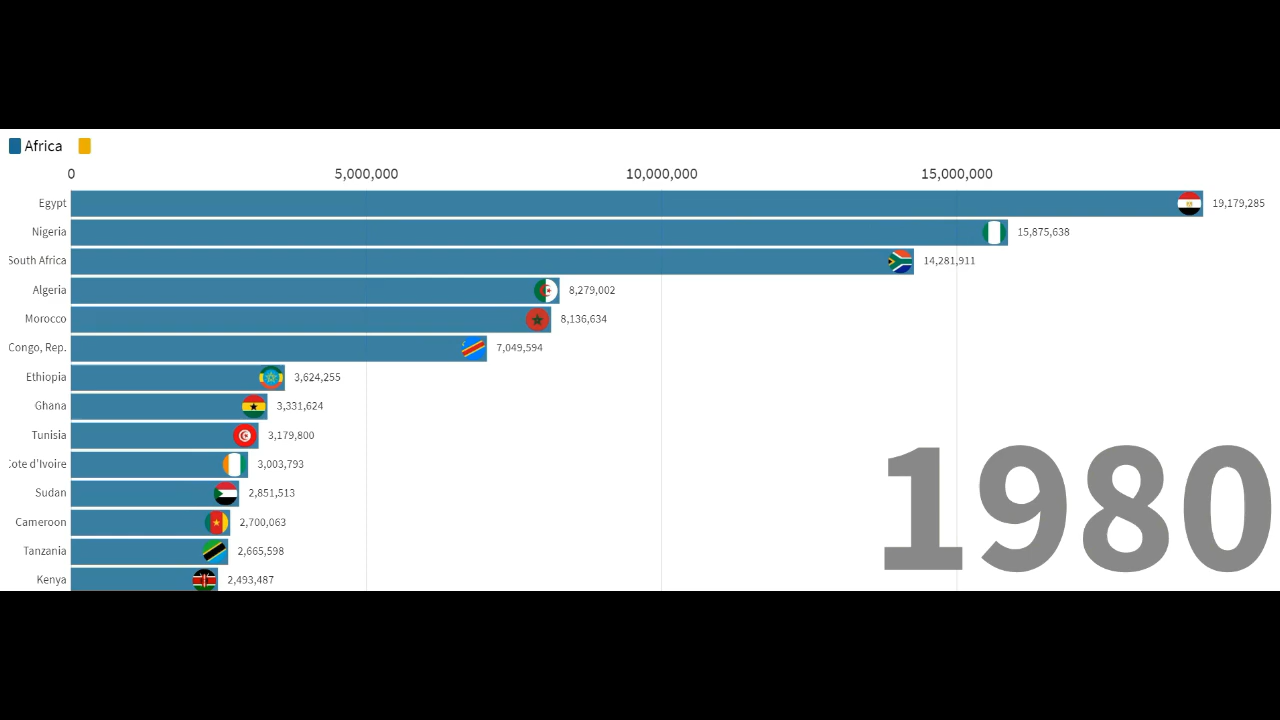 Africa
0 5,000,000 10,000,000 15,000,000
Egypt 19,179,285
Nigeria 15,875,638
South Africa 14,281,911
Algeria 8,279,002
Morocco 8,136,634
Congo, Rep. 7,049,594
Ethiopia 3,624,255
Ghana 3,331,624
Tunisia 3,179,800
Cote d'Ivoire 3,003,793
Sudan 2,851,513
Cameroon 2,700,063
Tanzania 2,665,598
Kenya 2,493,487
1980